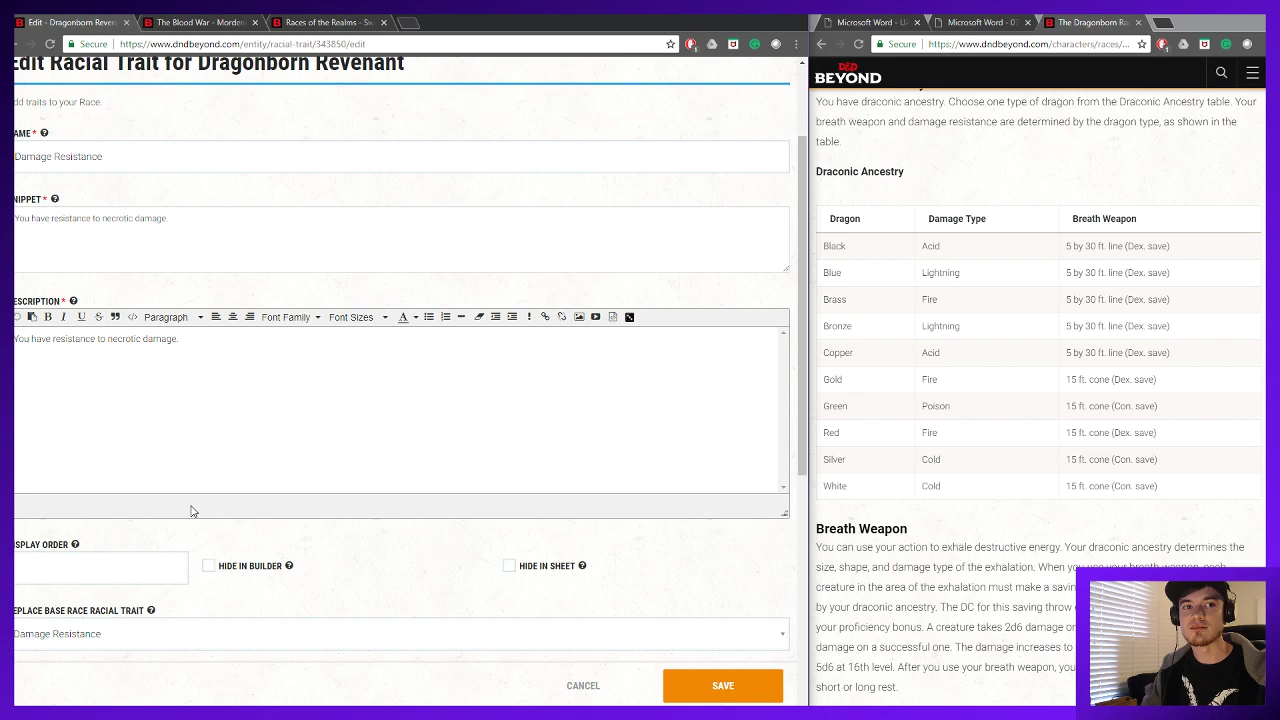 Edit - Dragonborn Reven
The Blood War - Morden
Races of the Realms - Sw
Secure
https://www.dndbeyond.com/entity/racial-trait/343850/edit
Edit Racial Trait for Dragonborn Revenant
dd traits to your Race.
AME *
Damage Resistance
NIPPET *
You have resistance to necrotic damage.
ESCRIPTION *
B I U S
Paragraph
Font Family
Font Sizes
A
You have resistance to necrotic damage.
ISPLAY ORDER
HIDE IN BUILDER
HIDE IN SHEET
EPLACE BASE RACE RACIAL TRAIT
Damage Resistance
CANCEL
SAVE
Microsoft Word - UA
Microsoft Word - 07
The Dragonborn Ra
Secure
https://www.dndbeyond.com/characters/races/...
D&D
BEYOND
You have draconic ancestry. Choose one type of dragon from the Draconic Ancestry table. Your
breath weapon and damage resistance are determined by the dragon type, as shown in the
table.
Draconic Ancestry
Dragon Damage Type Breath Weapon
Black Acid 5 by 30 ft. line (Dex. save)
Blue Lightning 5 by 30 ft. line (Dex. save)
Brass Fire 5 by 30 ft. line (Dex. save)
Bronze Lightning 5 by 30 ft. line (Dex. save)
Copper Acid 5 by 30 ft. line (Dex. save)
Gold Fire 15 ft. cone (Dex. save)
Green Poison 15 ft. cone (Con. save)
Red Fire 15 ft. cone (Dex. save)
Silver Cold 15 ft. cone (Con. save)
White Cold 15 ft. cone (Con. save)
Breath Weapon
You can use your action to exhale destructive energy. Your draconic ancestry determines the
size, shape, and damage type of the exhalation. When you use your breath weapon, each
creature in the area of the exhalation must make a savin
by your draconic ancestry. The DC for this saving throw
your proficiency bonus. A creature takes 2d6 damage on
damage on a successful one. The damage increases to
5d6 at 16th level. After you use your breath weapon, you
short or long rest.